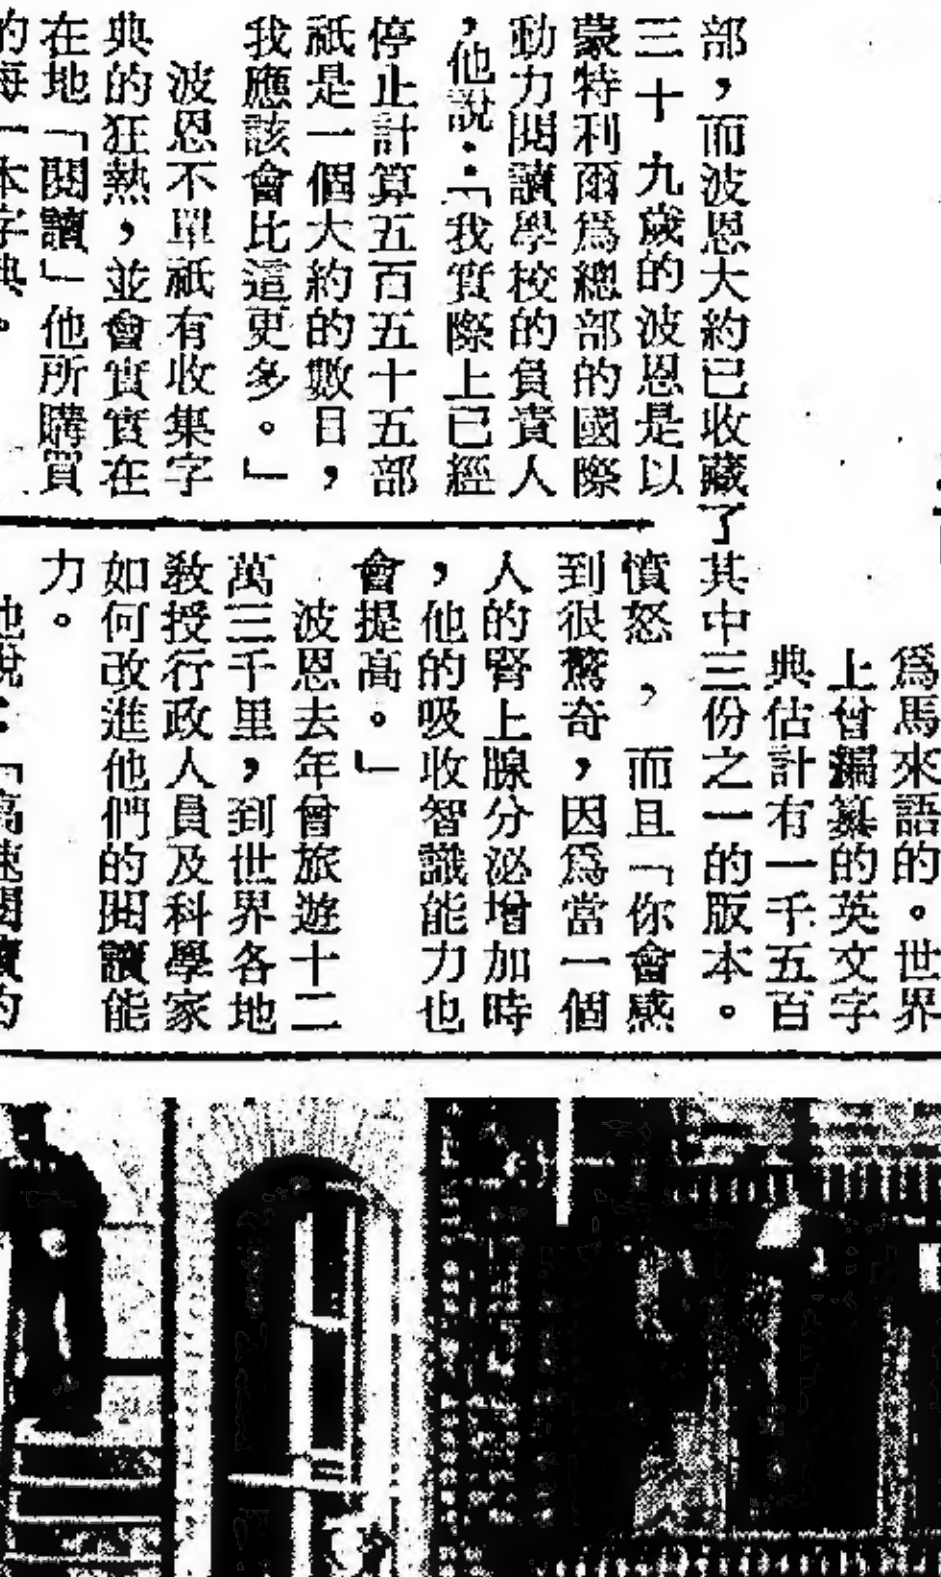 爲馬來語的。世界
上曾編纂的英文字
典估計有一千五百
部，而波恩大約已收藏了其中三份之一的版本。
三十九歲的波恩是以
蒙特利爾爲總部的國際
動力閱讀學校的負責人
，他說：「我實際上已經
停止計算五百五十五部
祇是一個大約的數目，
我應該會比這更多。」
波恩不單祇有收集字
典的狂熱，並會實實在
在地「閱讀」他所購買
的每一本字典。
憤怒，而且「你會感
到很驚奇，因爲當一個
人的腎上腺分泌增加時
，他的吸收智識能力也
會提高。」
波恩去年曾旅遊十二
萬三千里，到世界各地
敎授行政人員及科學家
如何改進他們的閱讀能
力。
他說：「高速閱讀的